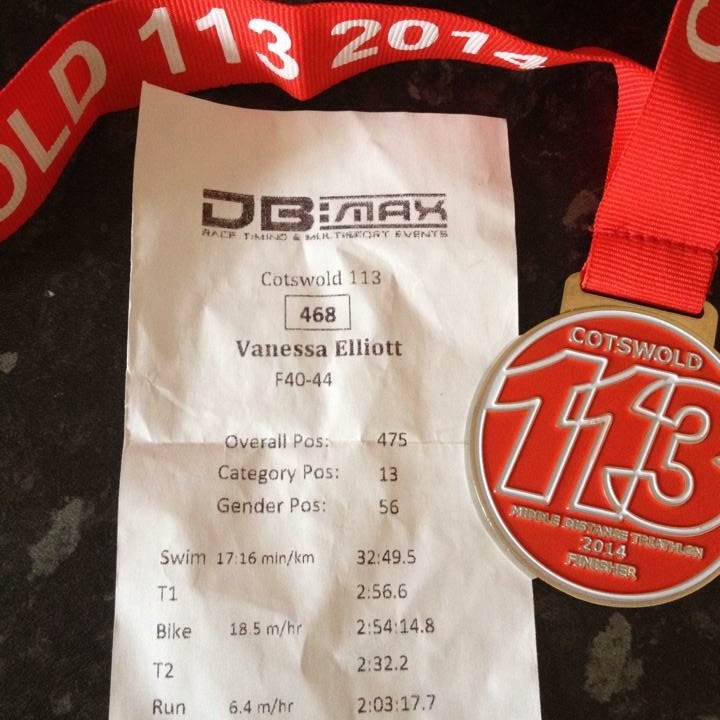 OLD 113 2014
C
DB:MAX
RACE TIMING & MULTISPORT EVENTS
Cotswold 113
468
Vanessa Elliott
F40-44
Overall Pos: 475
Category Pos: 13
Gender Pos: 56
Swim 17:16 min/km 32:49.5
T1 2:56.6
Bike 18.5 m/hr 2:54:14.8
T2 2:32.2
Run 6.4 m/hr 2:03:17.7
COTSWOLD
113
MIDDLE DISTANCE TRIATHLON
2014
FINISHER